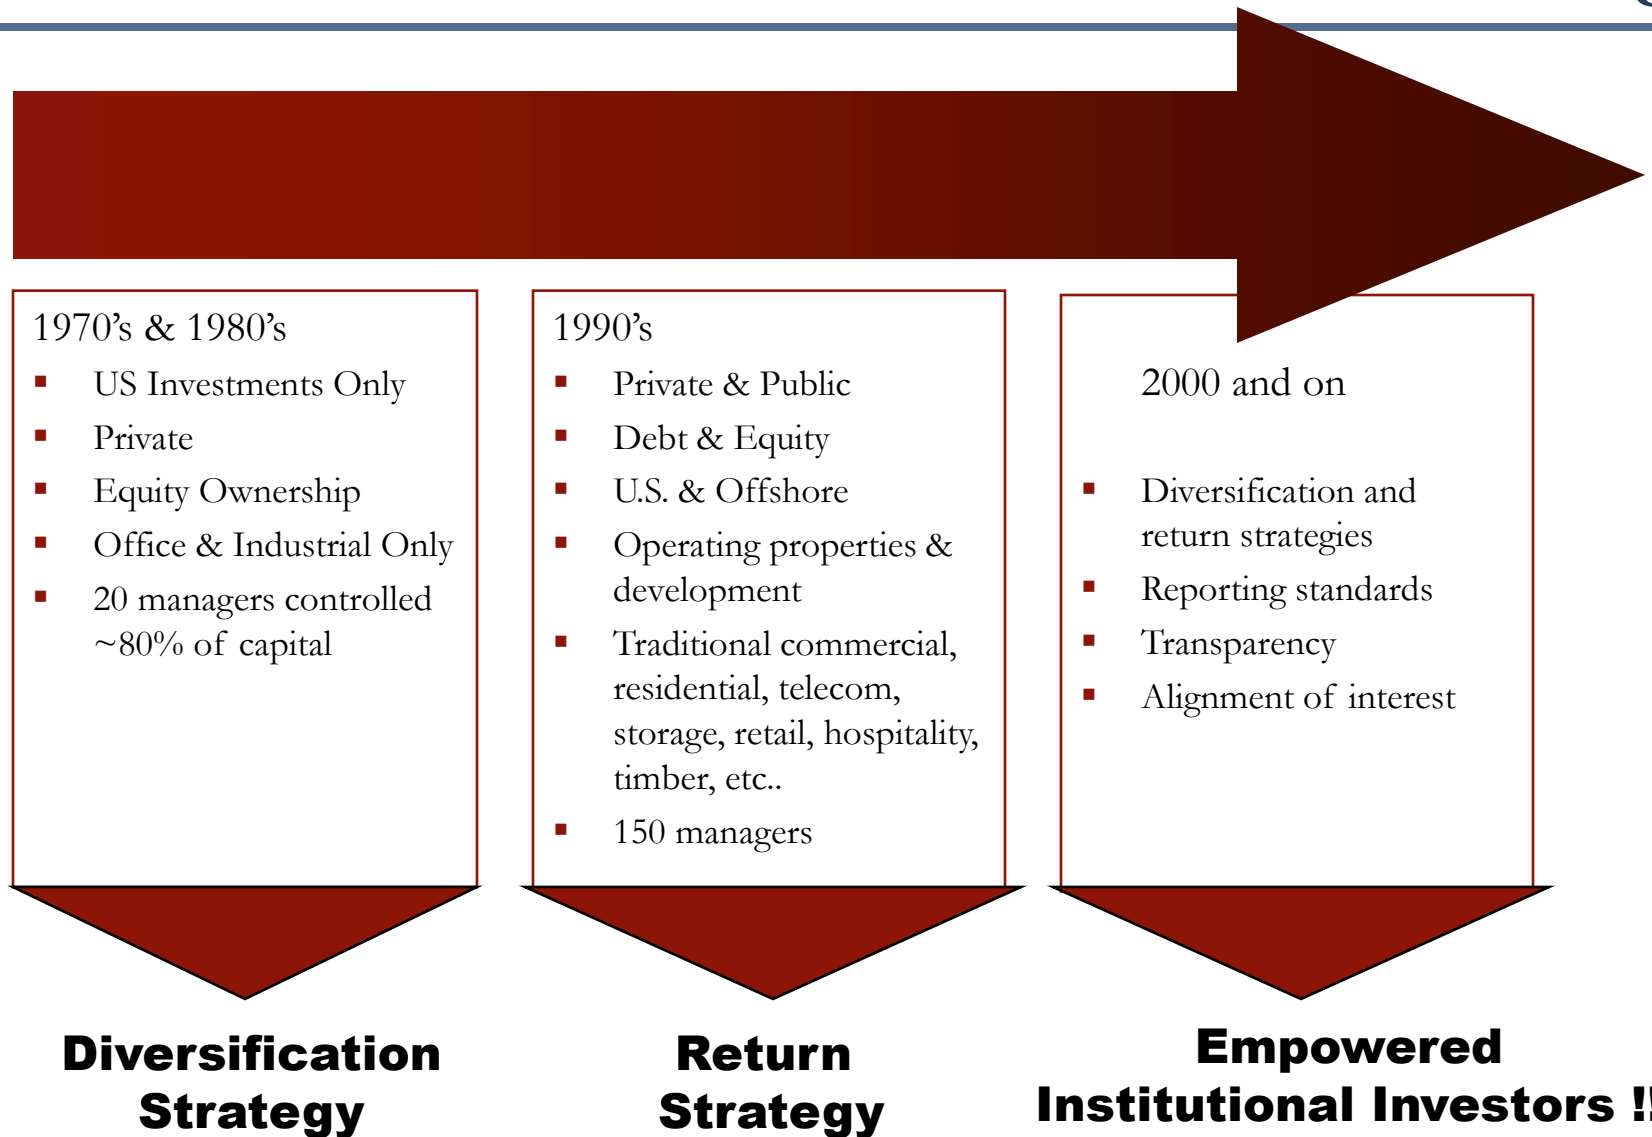 1970’s & 1980’s
▪ US Investments Only
▪ Private
▪ Equity Ownership
▪ Office & Industrial Only
▪ 20 managers controlled
~80% of capital
Diversification
Strategy
1990’s
▪ Private & Public
▪ Debt & Equity
▪ U.S. & Offshore
▪ Operating properties &
development
▪ Traditional commercial,
residential, telecom,
storage, retail, hospitality,
timber, etc..
▪ 150 managers
Return
Strategy
2000 and on
▪ Diversification and
return strategies
▪ Reporting standards
▪ Transparency
▪ Alignment of interest
Empowered
Institutional Investors !!